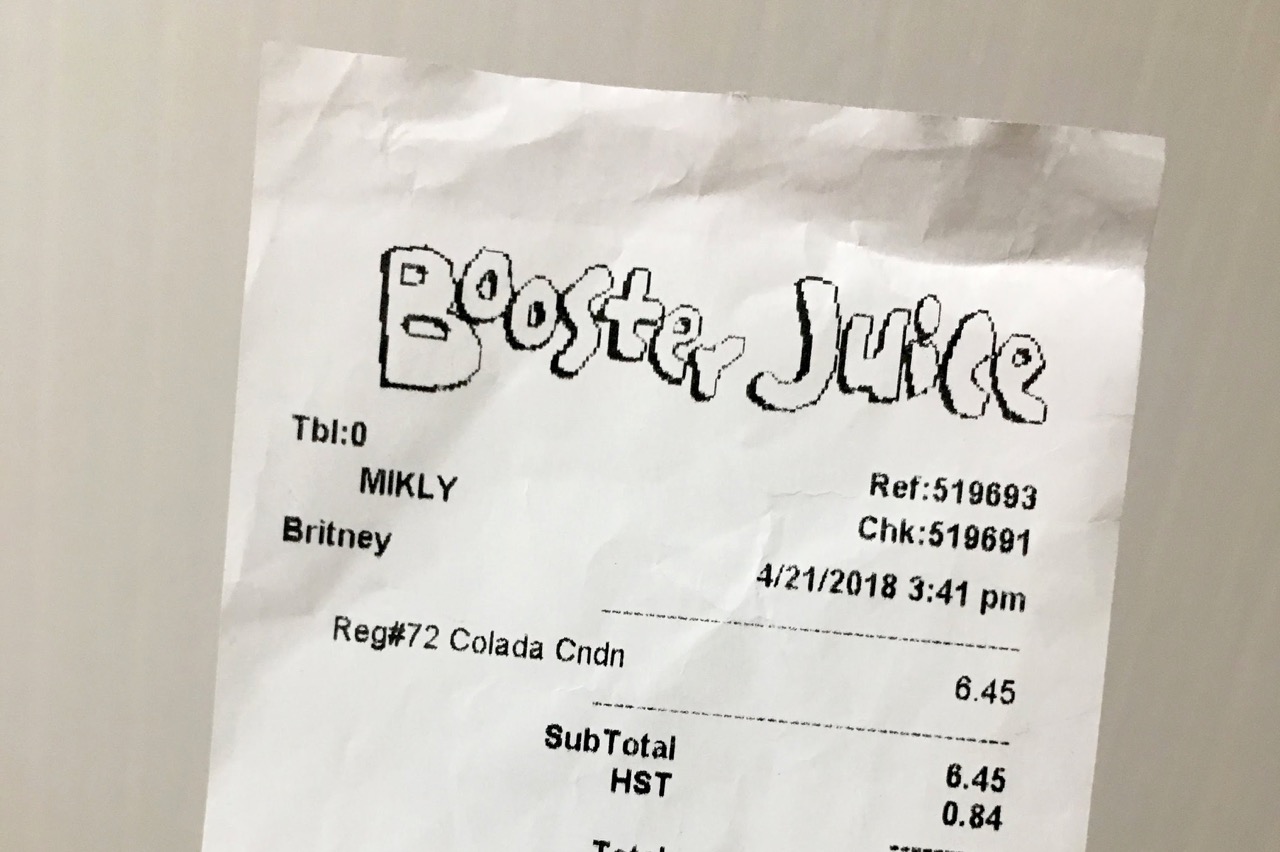 Booster Juice
Tbl:0
MIKLY Ref:519693
Britney Chk:519691
4/21/2018 3:41 pm
Reg#72 Colada Cndn 6.45
SubTotal 6.45
HST 0.84
Total